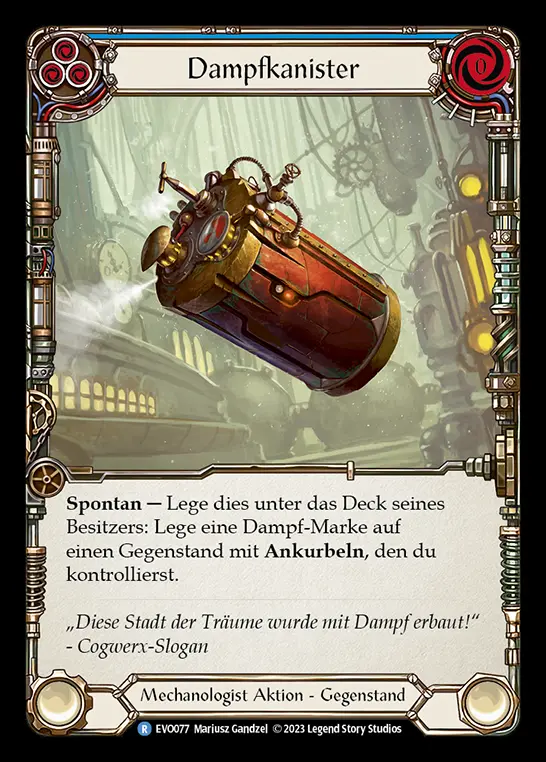 0
Dampfkanister
Spontan — Lege dies unter das Deck seines
Besitzers: Lege eine Dampf-Marke auf
einen Gegenstand mit Ankurbeln, den du
kontrollierst.
„Diese Stadt der Träume wurde mit Dampf erbaut!“
- Cogwerx-Slogan
Mechanologist Aktion - Gegenstand
R EVO077 Mariusz Gandzel ©2023 Legend Story Studios